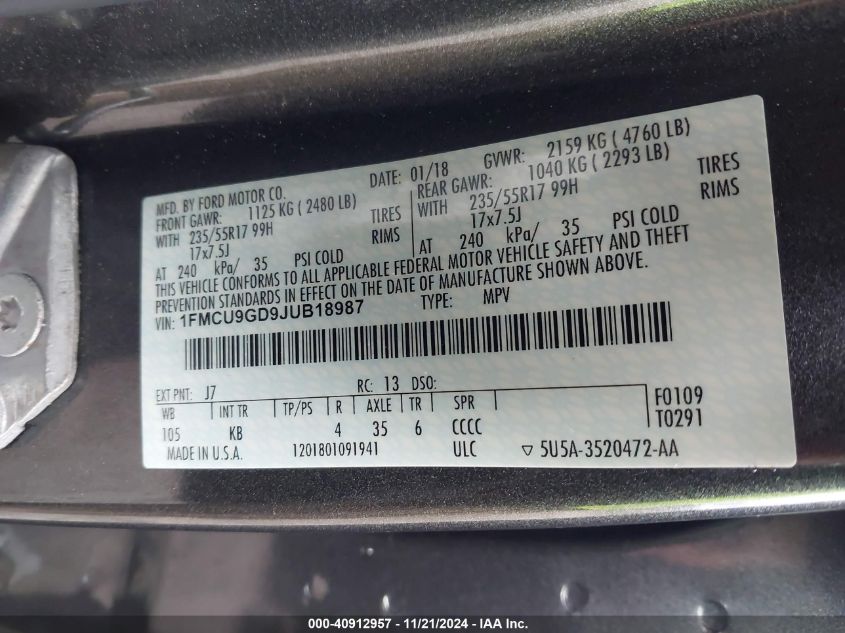 MFD. BY FORD MOTOR CO.
DATE: 01/18 GVWR: 2159 KG ( 4760 LB)
FRONT GAWR: 1125 KG ( 2480 LB)
WITH 235/55R17 99H TIRES
17x7.5J RIMS
AT 240 kPa/ 35 PSI COLD
REAR GAWR: 1040 KG ( 2293 LB)
WITH 235/55R17 99H TIRES
17x7.5J RIMS
AT 240 kPa/ 35 PSI COLD
THIS VEHICLE CONFORMS TO ALL APPLICABLE FEDERAL MOTOR VEHICLE SAFETY AND THEFT
PREVENTION STANDARDS IN EFFECT ON THE DATE OF MANUFACTURE SHOWN ABOVE.
VIN: 1FMCU9GD9JUB18987 TYPE: MPV
EXT PNT: J7 RC: 13 DSO: F0109
WB INT TR TP/PS R AXLE TR SPR T0291
105 KB 4 35 6 CCCC
MADE IN U.S.A. 1201801091941 ULC ▽ 5U5A-3520472-AA
000-40912957 - 11/21/2024 - IAA Inc.